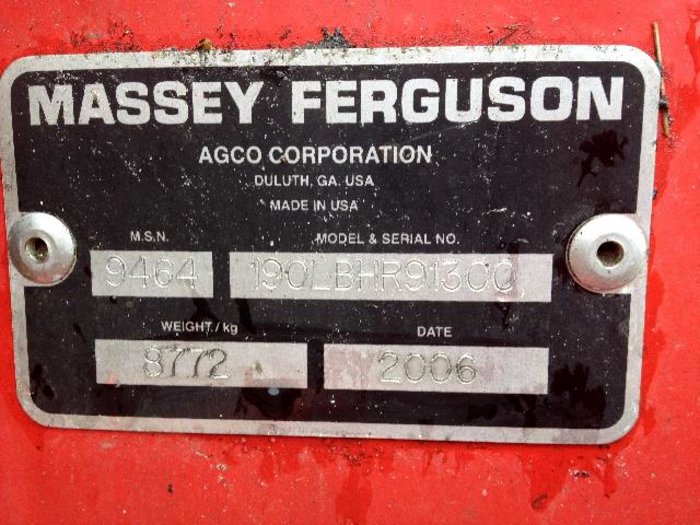 MASSEY FERGUSON
AGCO CORPORATION
DULUTH, GA. USA
MADE IN USA
M.S.N. MODEL & SERIAL NO.
9464 190LBHR91300
WEIGHT/kg DATE
8772 2006